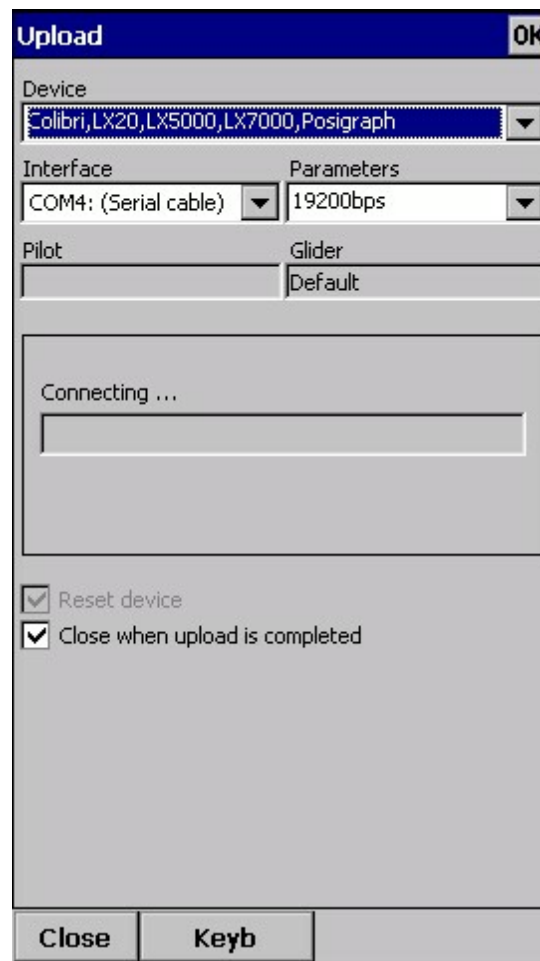 Upload OK
Device
Colibri,LX20,LX5000,LX7000,Posigraph
Interface Parameters
COM4: (Serial cable) 19200bps
Pilot Glider
Default
Connecting ...
Reset device
Close when upload is completed
Close Keyb